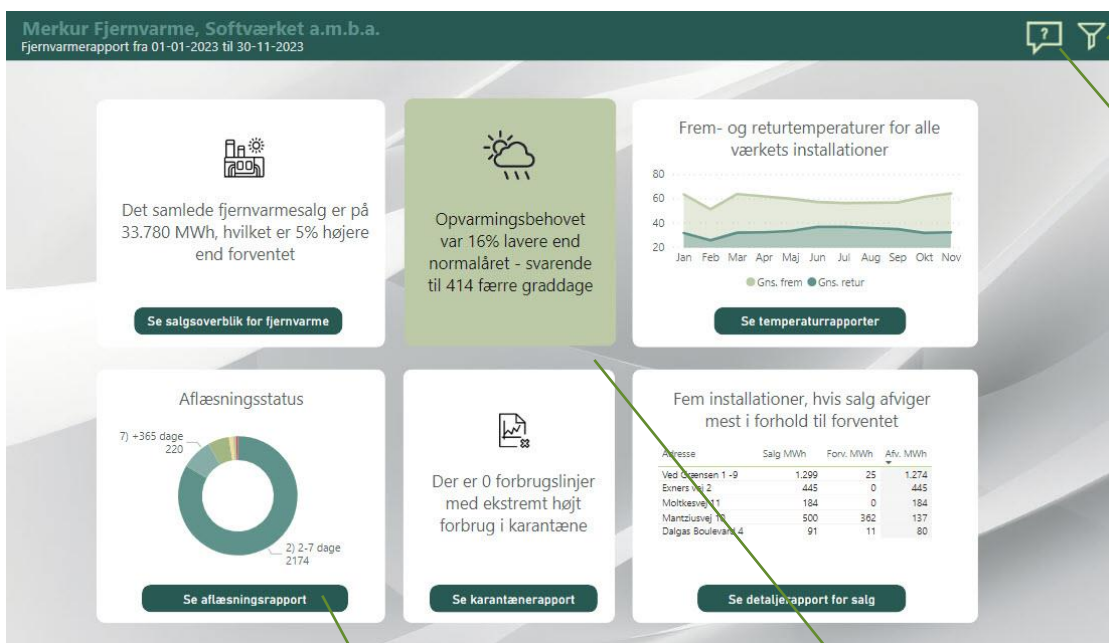 Merkur Fjernvarme, Softværket a.m.b.a.
Fjernvarmerapport fra 01-01-2023 til 30-11-2023
?
Det samlede fjernvarmesalg er på
33.780 MWh, hvilket er 5% højere
end forventet
Se salgsoverblik for fjernvarme
Opvarmingsbehovet
var 16% lavere end
normalåret - svarende
til 414 færre graddage
Frem- og returtemperaturer for alle
værkets installationer
80
60
40
20
Jan Feb Mar Apr Maj Jun Jul Aug Sep Okt Nov
Gns. frem Gns. retur
Se temperaturrapporter
Aflæsningsstatus
7) +365 dage
220
2) 2-7 dage
2174
Se aflæsningsrapport
Der er 0 forbrugslinjer
med ekstremt højt
forbrug i karantæne
Se karantænerapport
Fem installationer, hvis salg afviger
mest i forhold til forventet
Adresse Salg MWh Forv. MWh Afv. MWh
Ved Grænsen 1 -9 1.299 25 1.274
Exners vej 2 445 0 445
Moltkesvej 11 184 0 184
Mantziusvej 500 362 137
Dalgas Boulevard 4 91 11 80
Se detaljerapport for salg